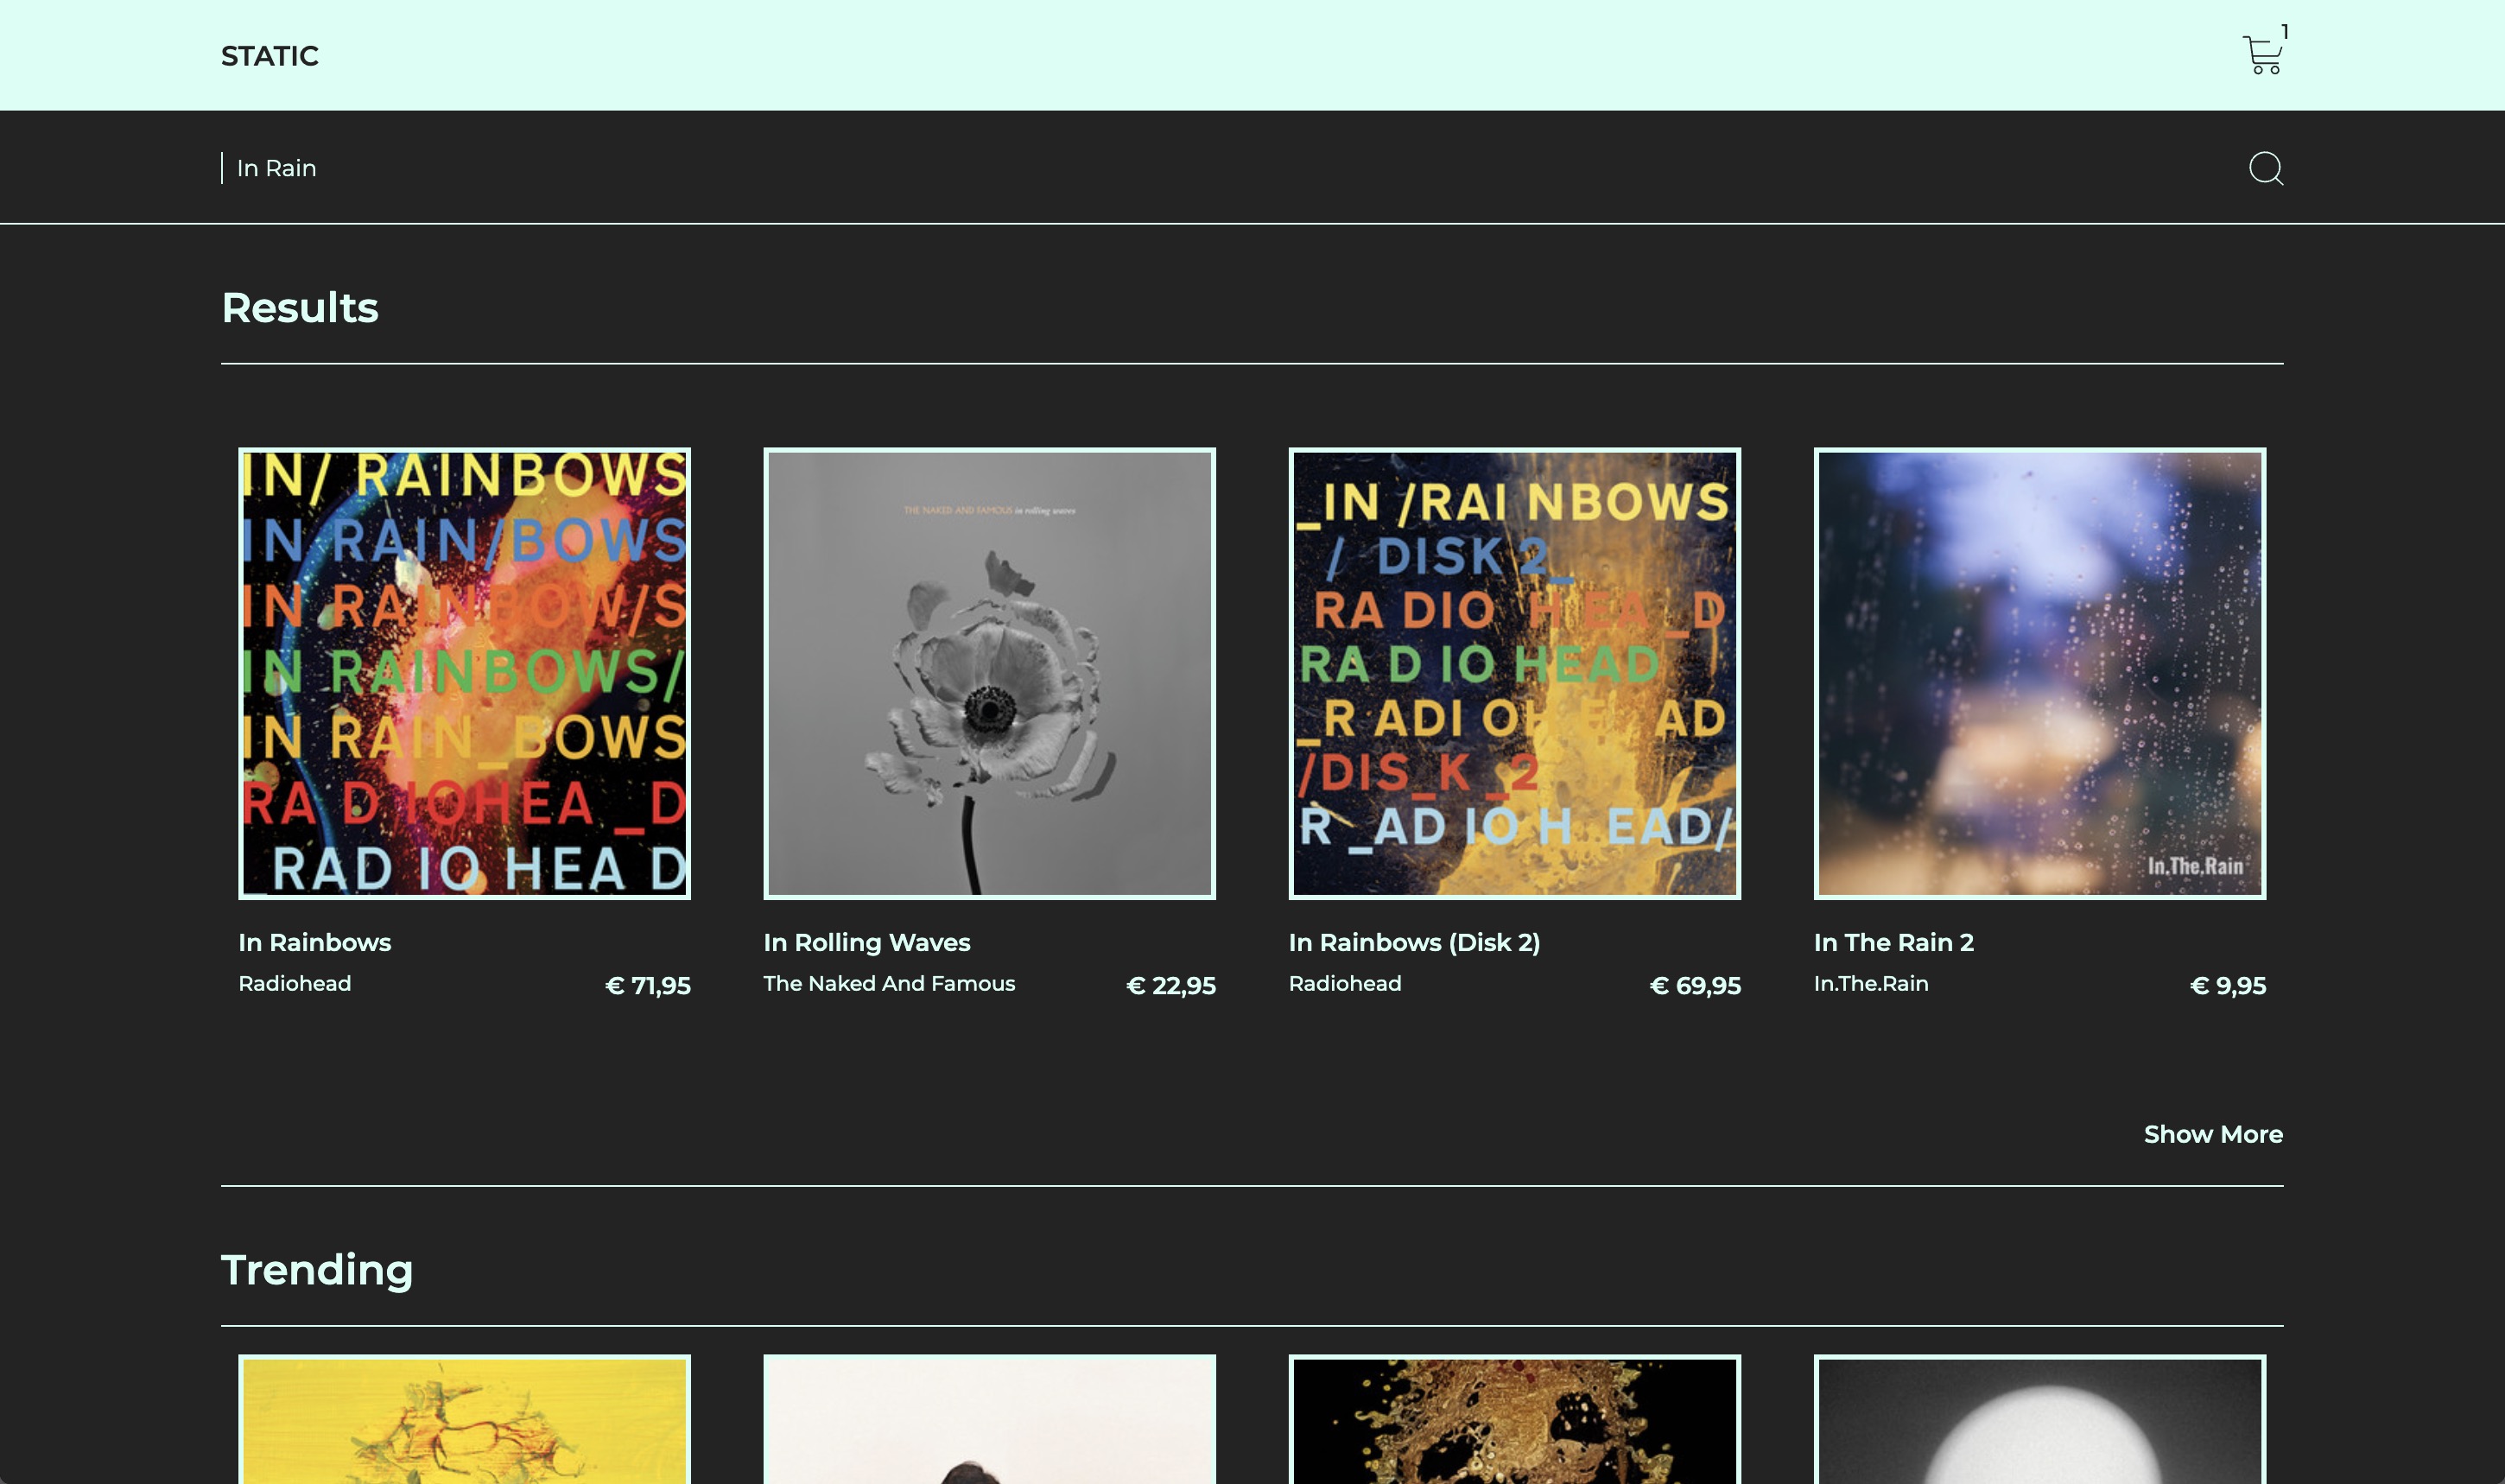 STATIC
1
In Rain
Results
IN/ RAINBOWS
IN RAIN/BOWS
IN RAINBOW/S
IN RAINBOWS/
IN RAIN_BOWS
RA D IOHEA _D
_RAD IO HEA D
THE NAKED AND FAMOUS in rolling waves
_IN /RAI NBOWS
/ DISK 2_
RA DIO H EA _D
RA D IO HEAD
_R ADI OH E AD
/DIS_K _2
R _AD IO H EAD/
In.The.Rain
In Rainbows
Radiohead
€ 71,95
In Rolling Waves
The Naked And Famous
€ 22,95
In Rainbows (Disk 2)
Radiohead
€ 69,95
In The Rain 2
In.The.Rain
€ 9,95
Show More
Trending